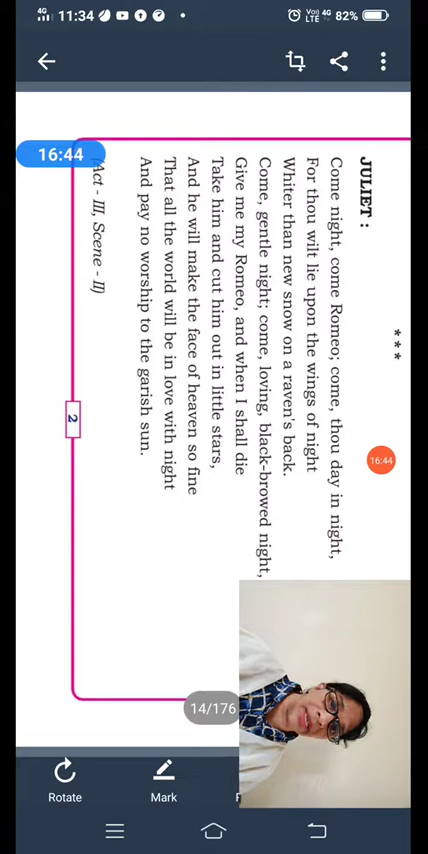 4G 11:34 VoLTE 4G 82%
16:44
***
JULIET :
Come night, come Romeo; come, thou day in night,
For thou wilt lie upon the wings of night
Whiter than new snow on a raven's back.
Come, gentle night; come, loving, black-browed night,
Give me my Romeo, and when I shall die
Take him and cut him out in little stars,
And he will make the face of heaven so fine
That all the world will be in love with night
And pay no worship to the garish sun.
(Act - III, Scene - II)
2
16:44
14/176
Rotate
Mark